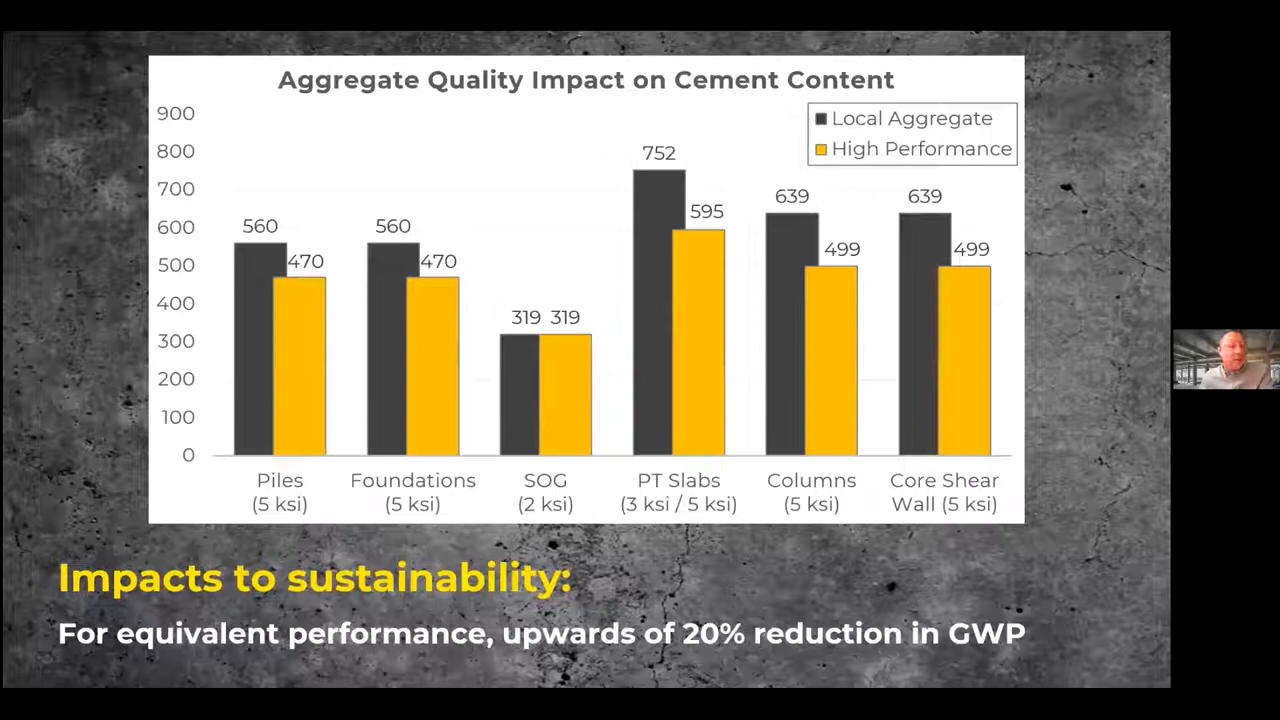 Aggregate Quality Impact on Cement Content
Local Aggregate
High Performance
900
800
700
600
500
400
300
200
100
0
560
470
560
470
319
319
752
595
639
499
639
499
Piles
(5 ksi)
Foundations
(5 ksi)
SOG
(2 ksi)
PT Slabs
(3 ksi / 5 ksi)
Columns
(5 ksi)
Core Shear
Wall (5 ksi)
Impacts to sustainability:
For equivalent performance, upwards of 20% reduction in GWP